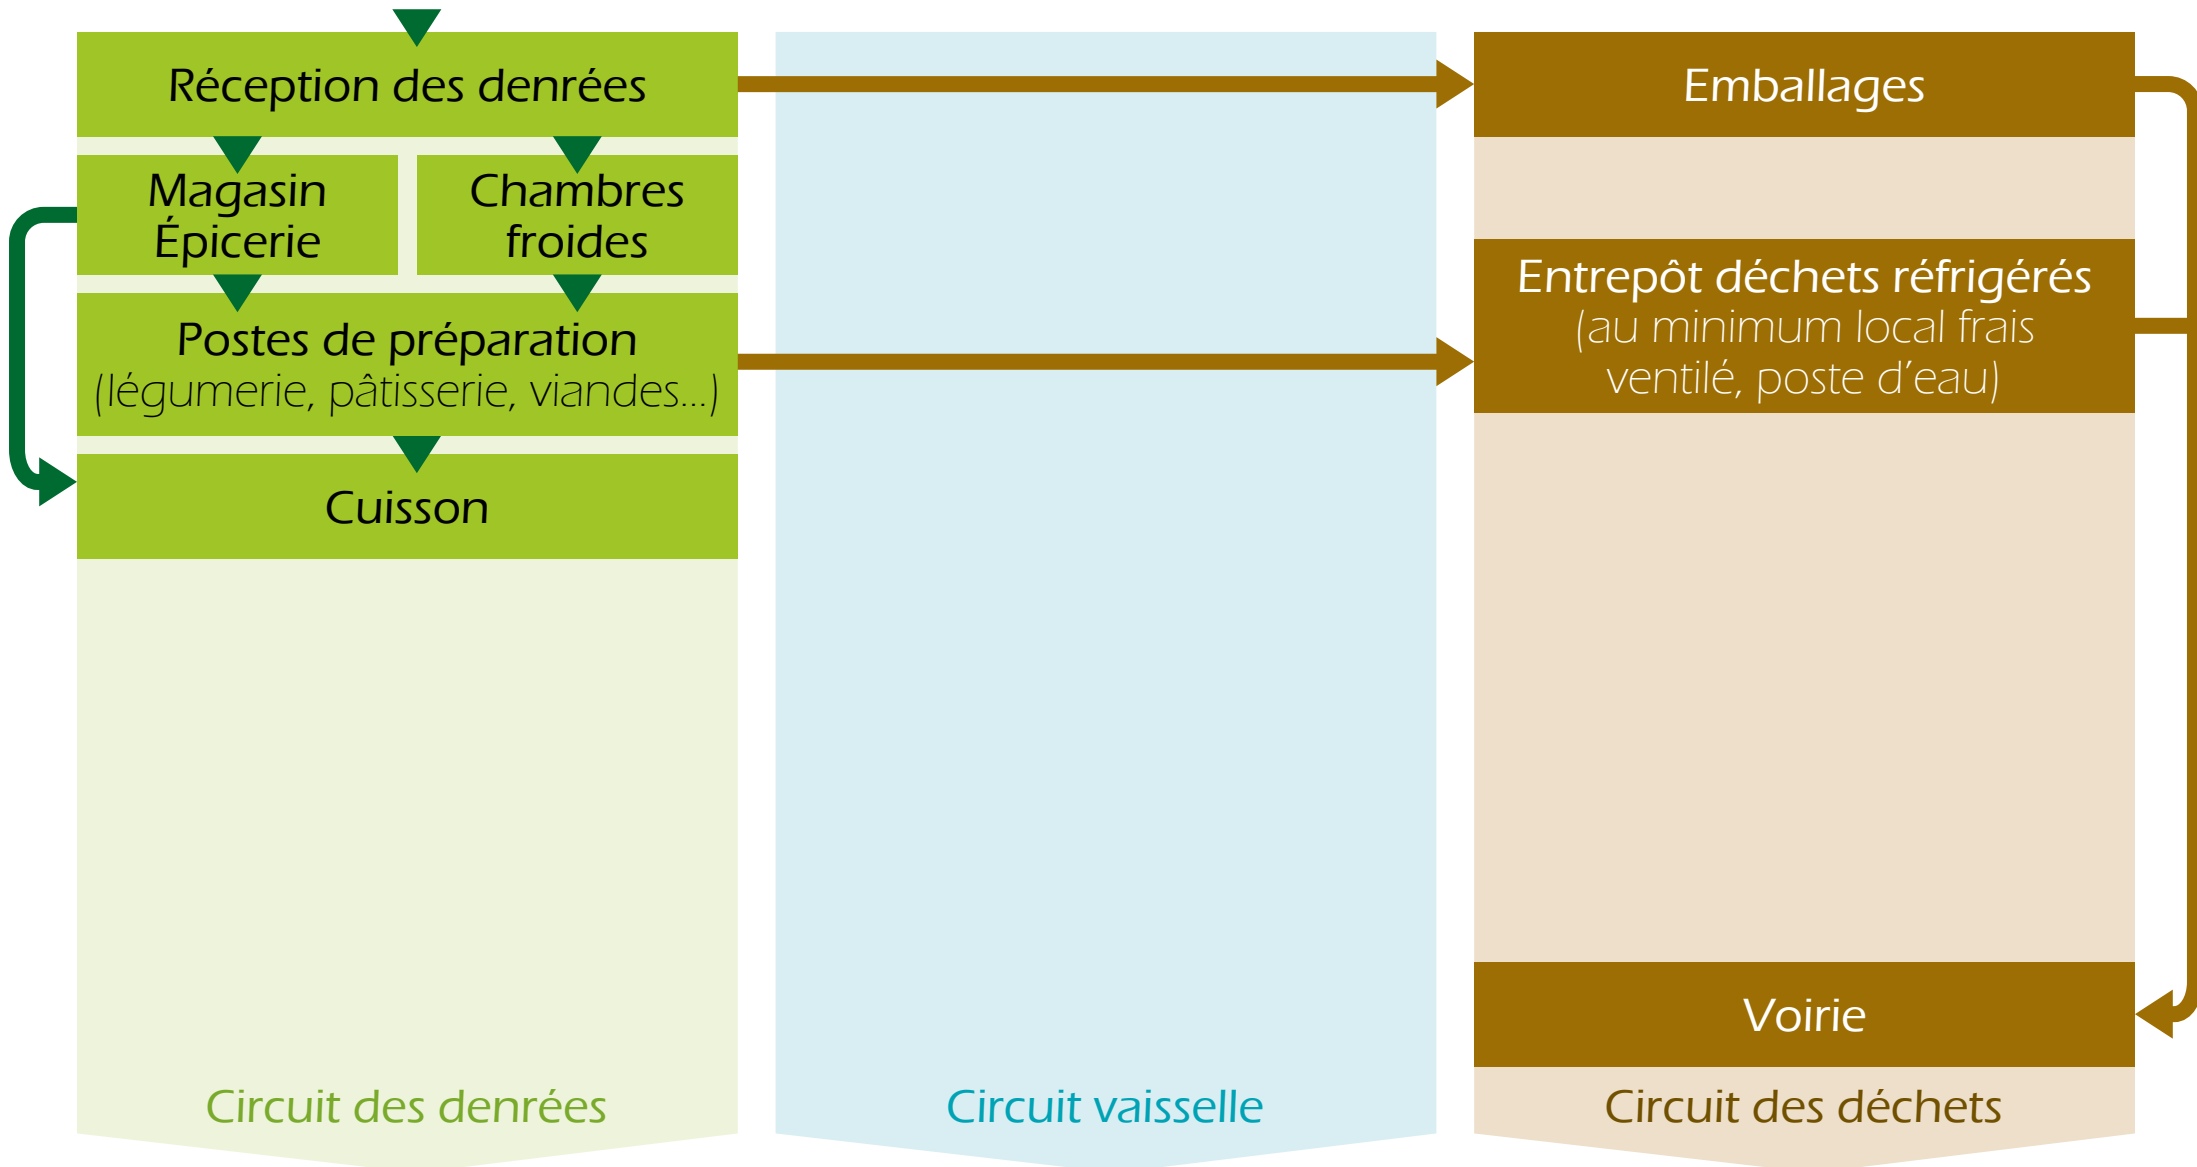 Réception des denrées
Emballages
Magasin
Épicerie
Chambres
froides
Entrepôt déchets réfrigérés
(au minimum local frais
ventilé, poste d’eau)
Postes de préparation
(légumerie, pâtisserie, viandes...)
Cuisson
Voirie
Circuit des denrées
Circuit vaisselle
Circuit des déchets